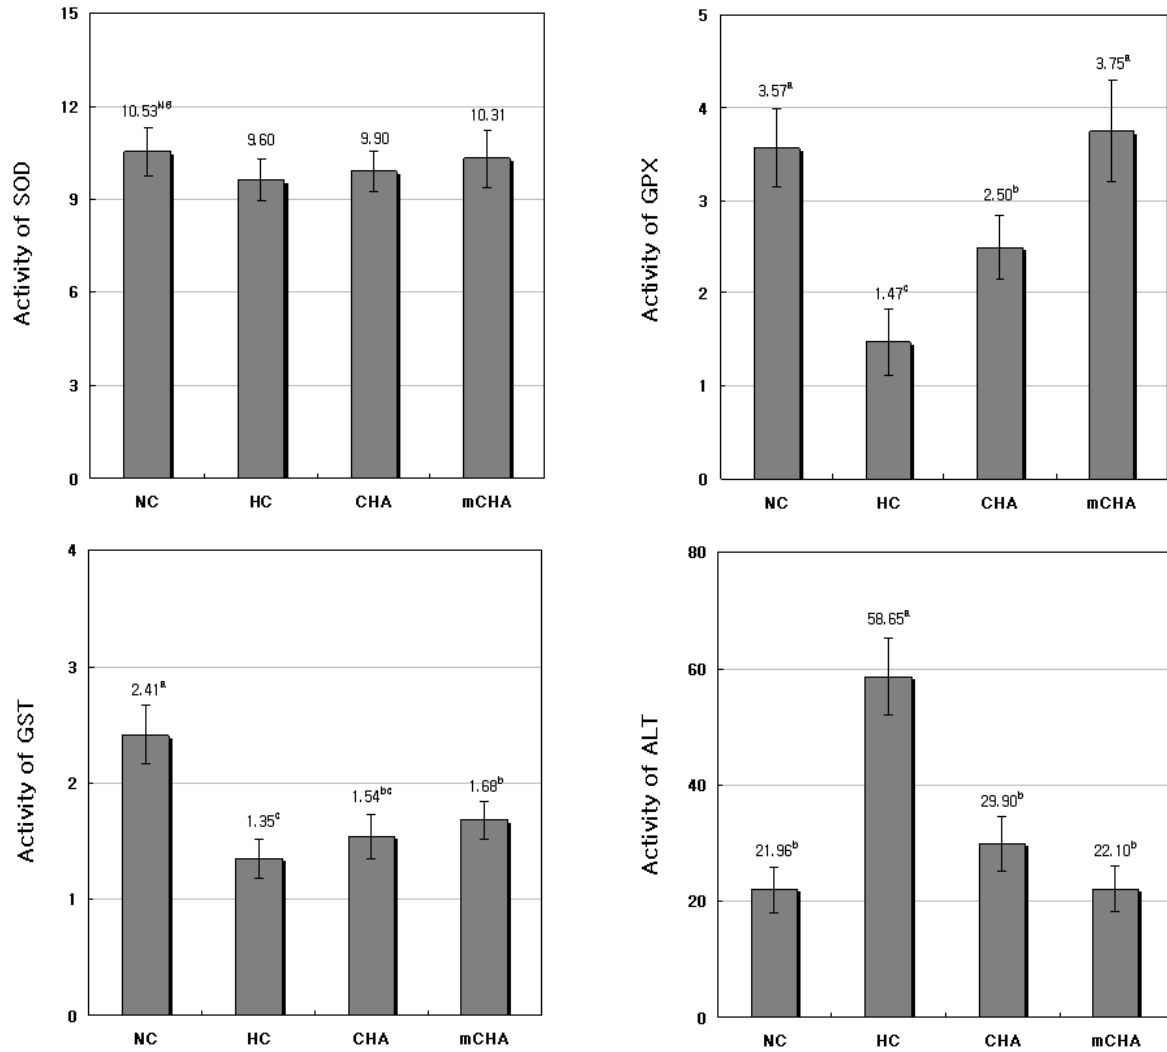 Activity of SOD
15
12
9
6
3
0
10.53ᴺˢ
9.60
9.90
10.31
NC HC CHA mCHA
Activity of GPX
5
4
3
2
1
0
3.57ᵃ
1.47ᶜ
2.50ᵇ
3.75ᵃ
NC HC CHA mCHA
Activity of GST
4
3
2
1
0
2.41ᵃ
1.35ᶜ
1.54ᵇᶜ
1.68ᵇ
NC HC CHA mCHA
Activity of ALT
80
60
40
20
0
21.96ᵇ
58.65ᵃ
29.90ᵇ
22.10ᵇ
NC HC CHA mCHA